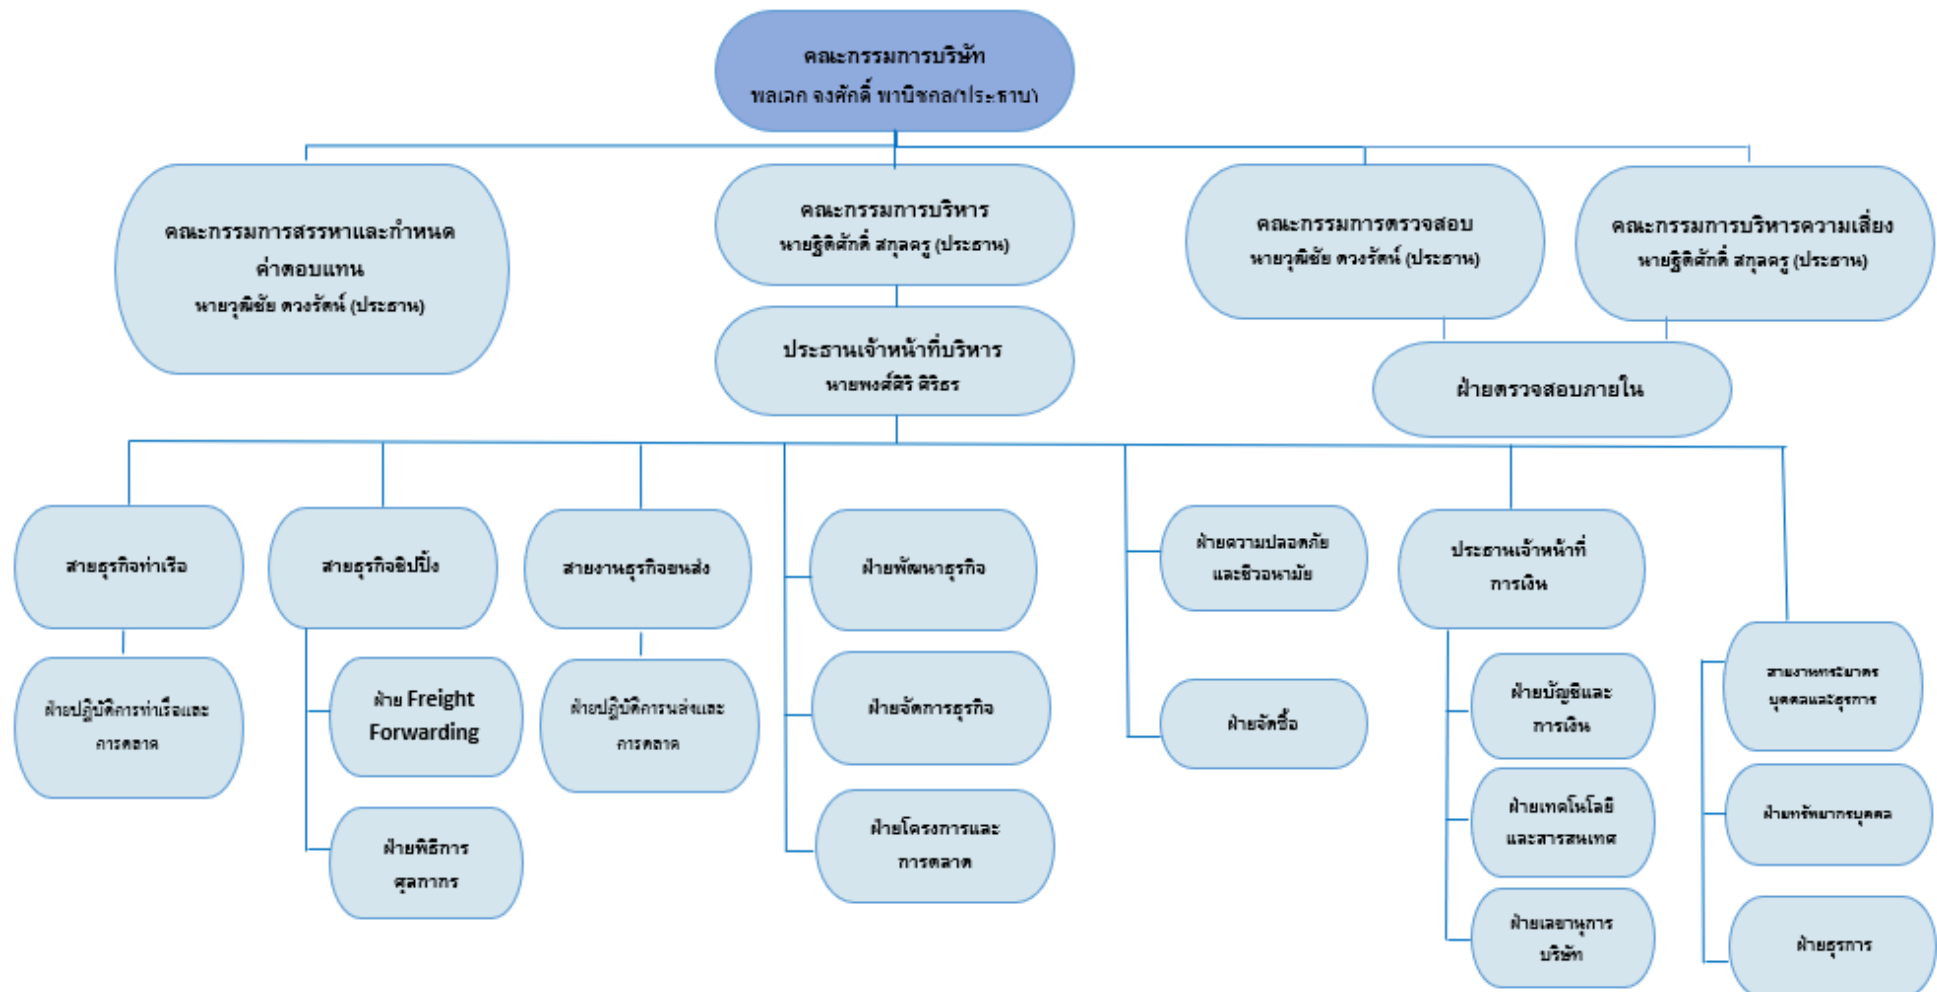 คณะกรรมการบริษัท
พลเอก จงศักดิ์ พานิชกุล(ประธาน)
คณะกรรมการสรรหาและกำหนด
ค่าตอบแทน
นายวุฒิชัย ดวงรัตน์ (ประธาน)
คณะกรรมการบริหาร
นายฐิติศักดิ์ สกุลครู (ประธาน)
คณะกรรมการตรวจสอบ
นายวุฒิชัย ดวงรัตน์ (ประธาน)
คณะกรรมการบริหารความเสี่ยง
นายฐิติศักดิ์ สกุลครู (ประธาน)
ประธานเจ้าหน้าที่บริหาร
นายพงศ์ศิริ ศิริธร
ฝ่ายตรวจสอบภายใน
สายธุรกิจท่าเรือ
ฝ่ายปฏิบัติการท่าเรือและ
การตลาด
สายธุรกิจชิปปิ้ง
ฝ่าย Freight
Forwarding
ฝ่ายพิธีการ
ศุลกากร
สายงานธุรกิจขนส่ง
ฝ่ายปฏิบัติการนส่งและ
การตลาด
ฝ่ายพัฒนาธุรกิจ
ฝ่ายจัดการธุรกิจ
ฝ่ายโครงการและ
การตลาด
ฝ่ายความปลอดภัย
และชีวอนามัย
ฝ่ายจัดซื้อ
ประธานเจ้าหน้าที่
การเงิน
ฝ่ายบัญชีและ
การเงิน
ฝ่ายเทคโนโลยี
และสารสนเทศ
ฝ่ายเลขานุการ
บริษัท
สายงานทรัพยากร
บุคคลและธุรการ
ฝ่ายทรัพยากรบุคคล
ฝ่ายธุรการ